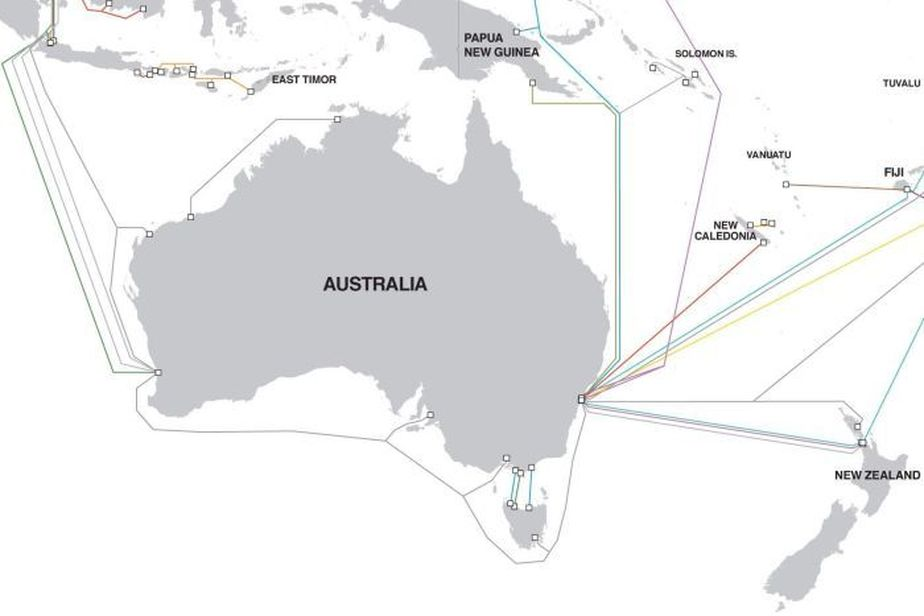 PAPUA
NEW GUINEA
SOLOMON IS.
EAST TIMOR
TUVALU
VANUATU
FIJI
NEW
CALEDONIA
AUSTRALIA
NEW ZEALAND